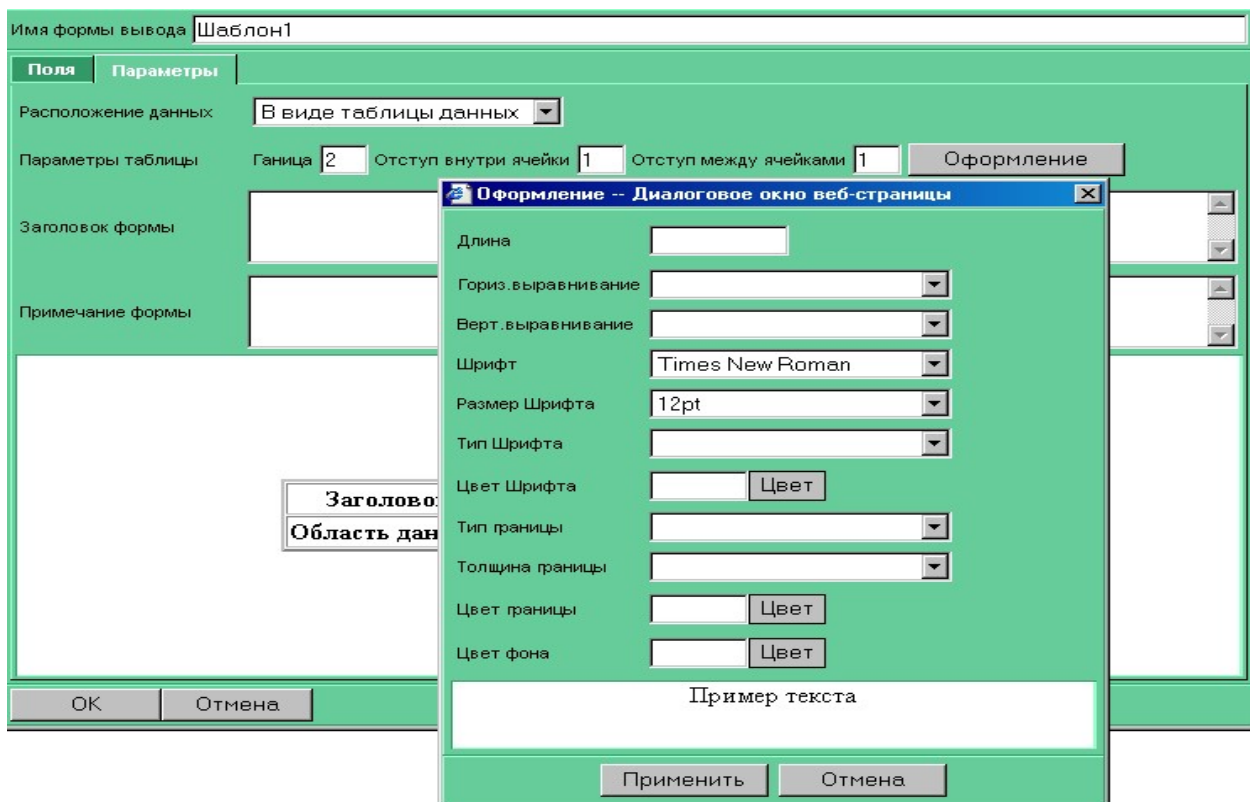 Имя формы вывода Шаблон1
Поля Параметры
Расположение данных В виде таблицы данных
Параметры таблицы Ганица 2 Отступ внутри ячейки 1 Отступ между ячейками 1 Оформление
Заголовок формы
Примечание формы
Заголово
Область дан
OK Отмена
Оформление -- Диалоговое окно веб-страницы
Длина
Гориз.выравнивание
Верт.выравнивание
Шрифт Times New Roman
Размер Шрифта 12pt
Тип Шрифта
Цвет Шрифта Цвет
Тип границы
Толщина границы
Цвет границы Цвет
Цвет фона Цвет
Пример текста
Применить Отмена